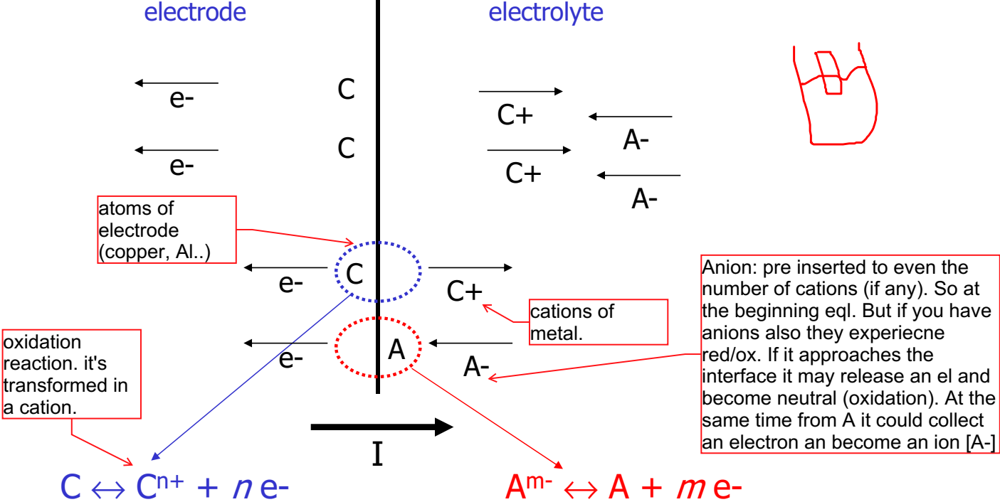 electrode
electrolyte
e-
C
C+
A-
e-
C
C+
A-
atoms of
electrode
(copper, Al..)
e-
C
C+
cations of
metal.
Anion: pre inserted to even the
number of cations (if any). So at
the beginning eql. But if you have
anions also they experiecne
red/ox. If it approaches the
interface it may release an el and
become neutral (oxidation). At the
same time from A it could collect
an electron an become an ion [A-]
oxidation
reaction. it's
transformed in
a cation.
e-
A
A-
I
C ↔ Cⁿ⁺ + n e-
Aᵐ⁻ ↔ A + m e-